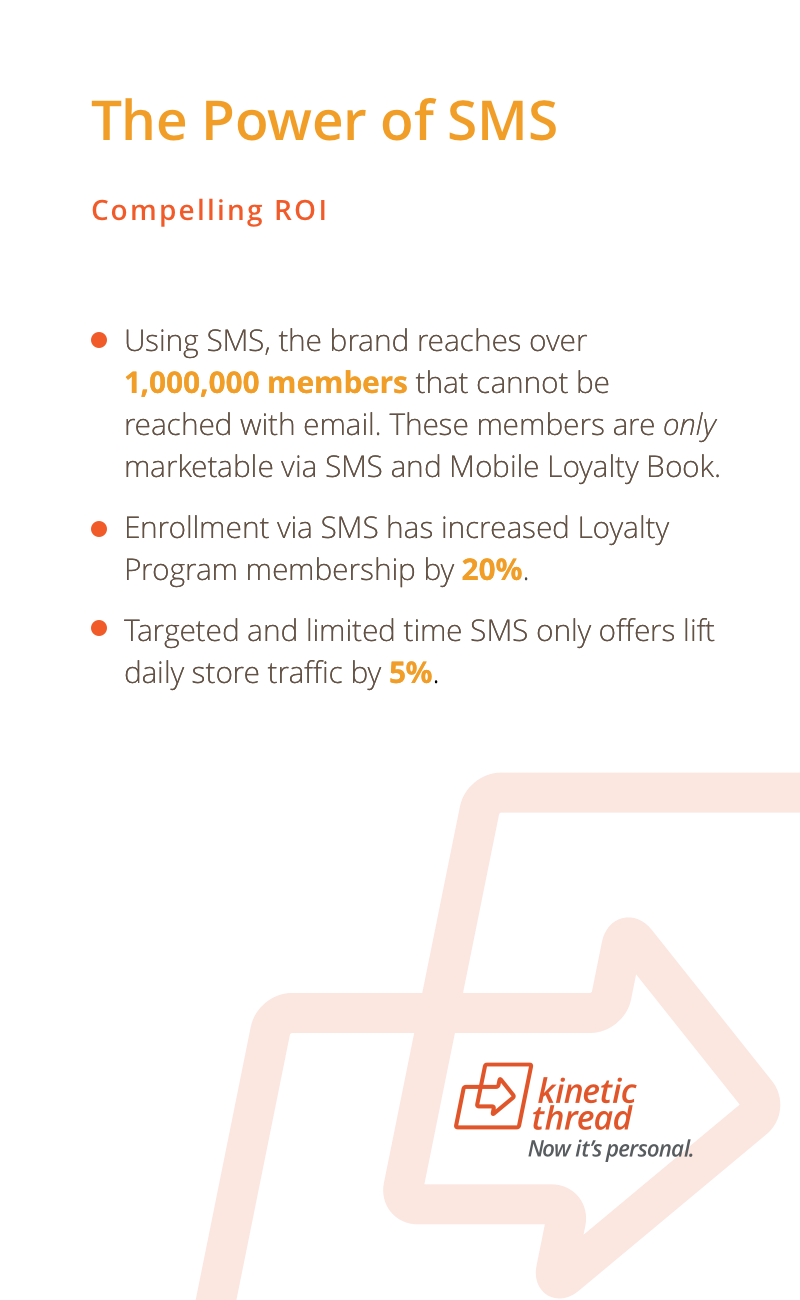 The Power of SMS
Compelling ROI
Using SMS, the brand reaches over
1,000,000 members that cannot be
reached with email. These members are only
marketable via SMS and Mobile Loyalty Book.
Enrollment via SMS has increased Loyalty
Program membership by 20%.
Targeted and limited time SMS only offers lift
daily store traffic by 5%.
kinetic
thread
Now it’s personal.